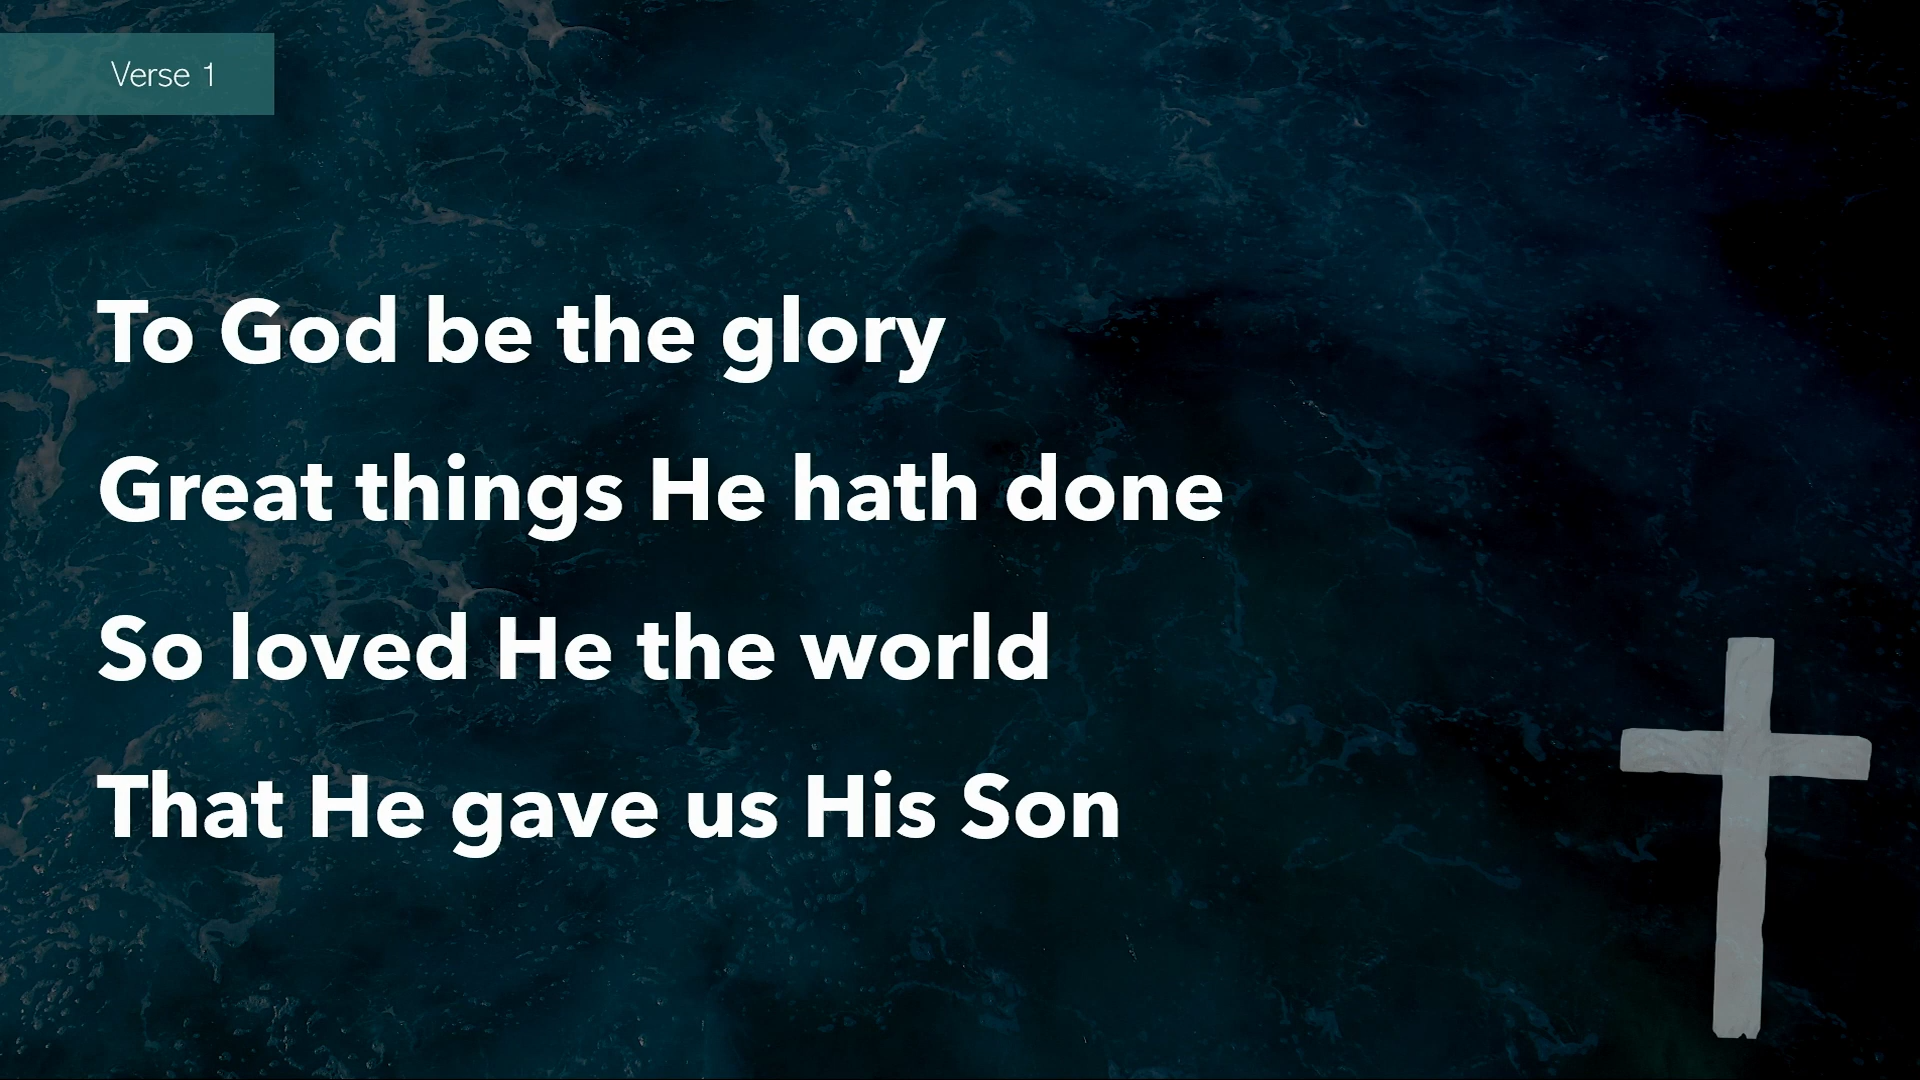 Verse 1
To God be the glory
Great things He hath done
So loved He the world
That He gave us His Son